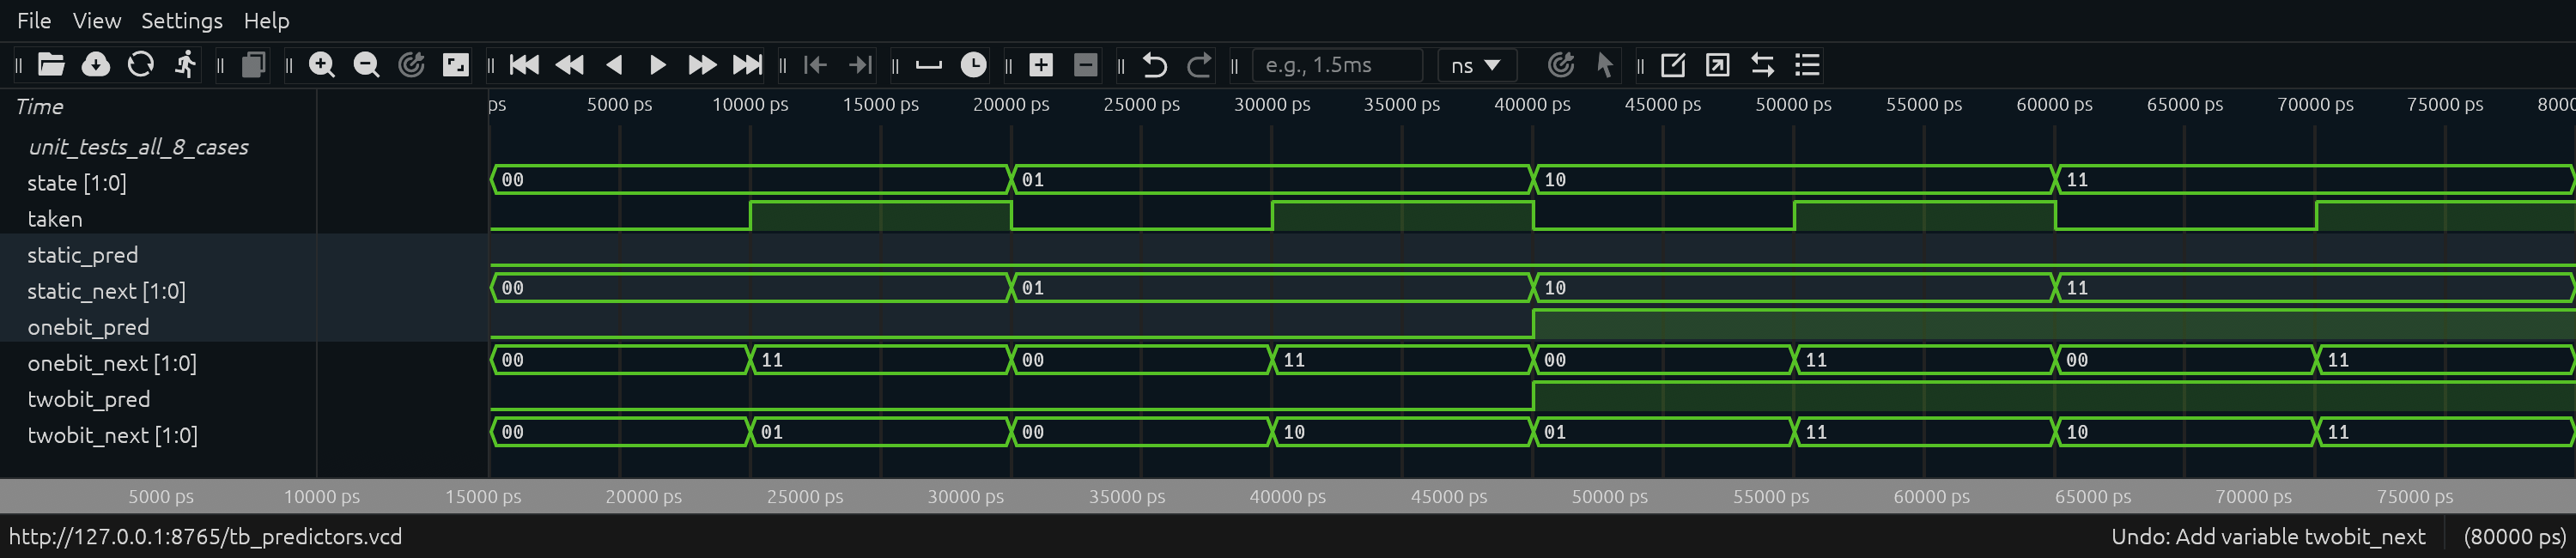 File View Settings Help
e.g., 1.5ms ns
Time ps 5000 ps 10000 ps 15000 ps 20000 ps 25000 ps 30000 ps 35000 ps 40000 ps 45000 ps 50000 ps 55000 ps 60000 ps 65000 ps 70000 ps 75000 ps 8000
unit_tests_all_8_cases
state [1:0] 00 01 10 11
taken
static_pred
static_next [1:0] 00 01 10 11
onebit_pred
onebit_next [1:0] 00 11 00 11 00 11 00 11
twobit_pred
twobit_next [1:0] 00 01 00 10 01 11 10 11
5000 ps 10000 ps 15000 ps 20000 ps 25000 ps 30000 ps 35000 ps 40000 ps 45000 ps 50000 ps 55000 ps 60000 ps 65000 ps 70000 ps 75000 ps
http://127.0.0.1:8765/tb_predictors.vcd Undo: Add variable twobit_next (80000 ps)